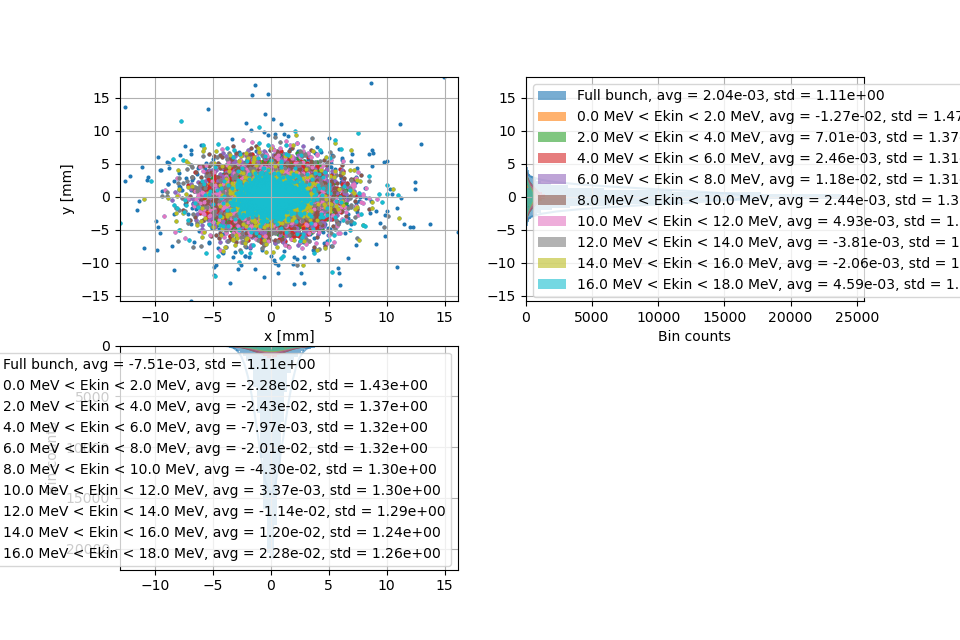 15
10
5
0
−5
−10
−15
y [mm]
−10 −5 0 5 10 15
x [mm]
15
10
5
0
−5
−10
−15
Full bunch, avg = 2.04e-03, std = 1.11e+00
0.0 MeV < Ekin < 2.0 MeV, avg = -1.27e-02, std = 1.47
2.0 MeV < Ekin < 4.0 MeV, avg = 7.01e-03, std = 1.37
4.0 MeV < Ekin < 6.0 MeV, avg = 2.46e-03, std = 1.31
6.0 MeV < Ekin < 8.0 MeV, avg = 1.18e-02, std = 1.31
8.0 MeV < Ekin < 10.0 MeV, avg = 2.44e-03, std = 1.3
10.0 MeV < Ekin < 12.0 MeV, avg = 4.93e-03, std = 1.
12.0 MeV < Ekin < 14.0 MeV, avg = -3.81e-03, std = 1
14.0 MeV < Ekin < 16.0 MeV, avg = -2.06e-03, std = 1
16.0 MeV < Ekin < 18.0 MeV, avg = 4.59e-03, std = 1.
0 5000 10000 15000 20000 25000
Bin counts
0
5000
10000
15000
20000
Full bunch, avg = -7.51e-03, std = 1.11e+00
0.0 MeV < Ekin < 2.0 MeV, avg = -2.28e-02, std = 1.43e+00
2.0 MeV < Ekin < 4.0 MeV, avg = -2.43e-02, std = 1.37e+00
4.0 MeV < Ekin < 6.0 MeV, avg = -7.97e-03, std = 1.32e+00
6.0 MeV < Ekin < 8.0 MeV, avg = -2.01e-02, std = 1.32e+00
8.0 MeV < Ekin < 10.0 MeV, avg = -4.30e-02, std = 1.30e+00
10.0 MeV < Ekin < 12.0 MeV, avg = 3.37e-03, std = 1.30e+00
12.0 MeV < Ekin < 14.0 MeV, avg = -1.14e-02, std = 1.29e+00
14.0 MeV < Ekin < 16.0 MeV, avg = 1.20e-02, std = 1.24e+00
16.0 MeV < Ekin < 18.0 MeV, avg = 2.28e-02, std = 1.26e+00
−10 −5 0 5 10 15